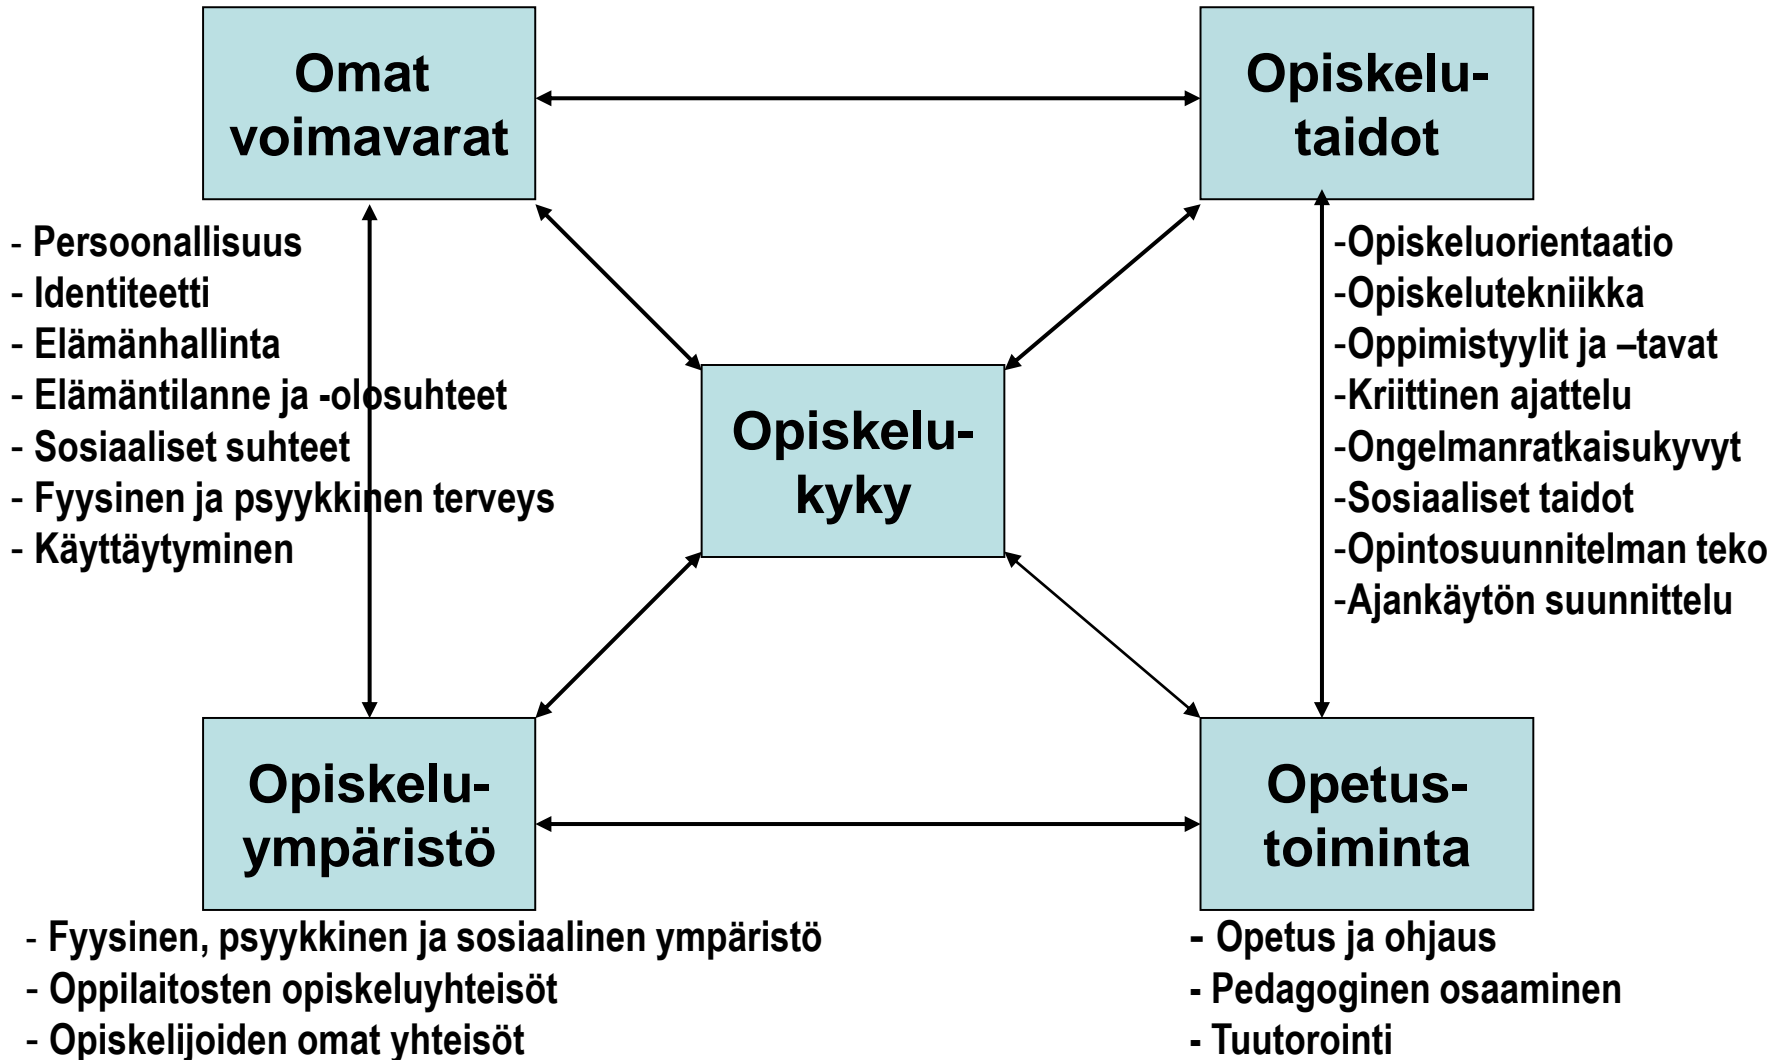 Omat
voimavarat
Opiskelu-
taidot
- Persoonallisuus
- Identiteetti
- Elämänhallinta
- Elämäntilanne ja -olosuhteet
- Sosiaaliset suhteet
- Fyysinen ja psyykkinen terveys
- Käyttäytyminen
Opiskelu-
kyky
-Opiskeluorientaatio
-Opiskelutekniikka
-Oppimistyylit ja –tavat
-Kriittinen ajattelu
-Ongelmanratkaisukyvyt
-Sosiaaliset taidot
-Opintosuunnitelman teko
-Ajankäytön suunnittelu
Opiskelu-
ympäristö
Opetus-
toiminta
- Fyysinen, psyykkinen ja sosiaalinen ympäristö
- Oppilaitosten opiskeluyhteisöt
- Opiskelijoiden omat yhteisöt
- Opetus ja ohjaus
- Pedagoginen osaaminen
- Tuutorointi